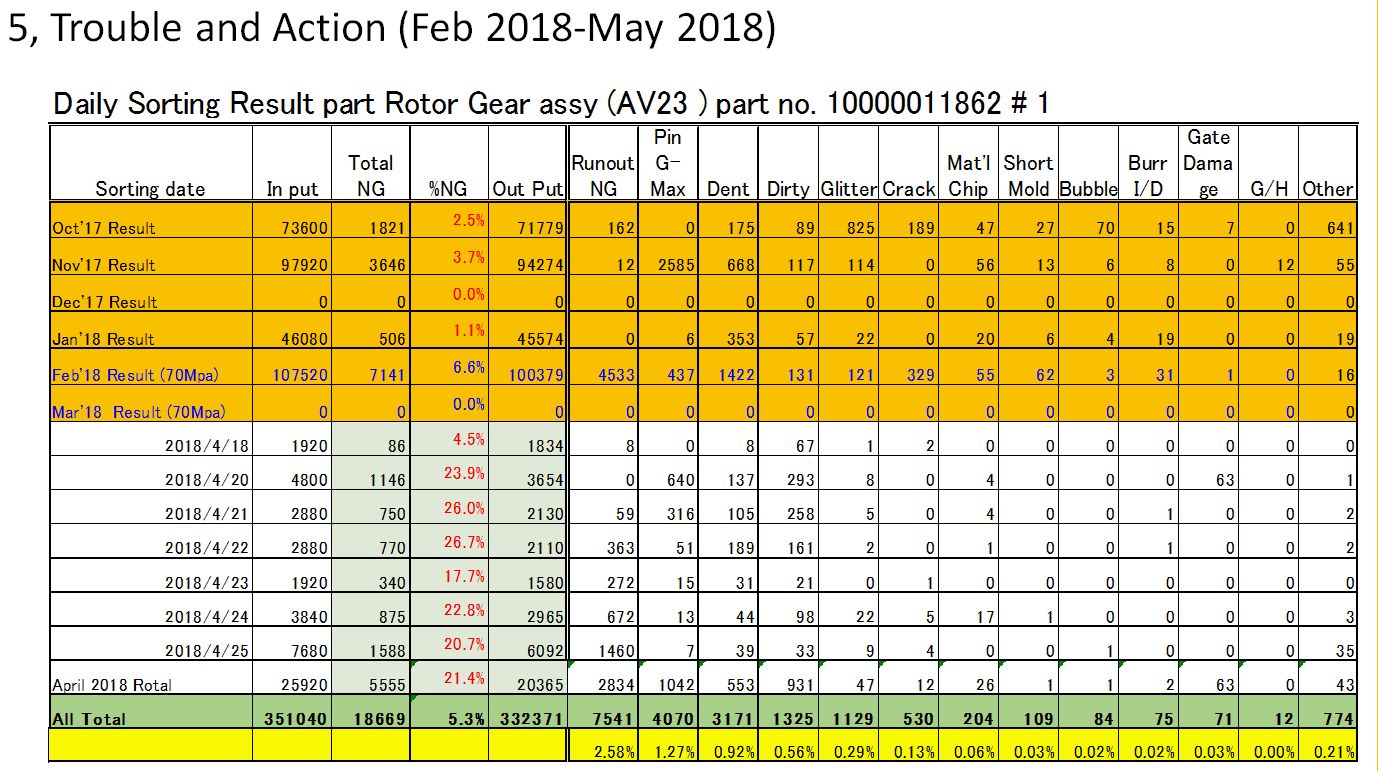 5, Trouble and Action (Feb 2018-May 2018)
Daily Sorting Result part Rotor Gear assy (AV23 ) part no. 10000011862 # 1
Sorting date In put Total NG %NG Out Put Runout NG Pin G-Max Dent Dirty Glitter Crack Mat'l Chip Short Mold Bubble Burr I/D Gate Dama ge G/H Other
Oct'17 Result 73600 1821 2.5% 71779 162 0 175 89 825 189 47 27 70 15 7 0 641
Nov'17 Result 97920 3646 3.7% 94274 12 2585 668 117 114 0 56 13 6 8 0 12 55
Dec'17 Result 0 0 0.0% 0 0 0 0 0 0 0 0 0 0 0 0 0 0
Jan'18 Result 46080 506 1.1% 45574 0 6 353 57 22 0 20 6 4 19 0 0 19
Feb'18 Result (70Mpa) 107520 7141 6.6% 100379 4533 437 1422 131 121 329 55 62 3 31 1 0 16
Mar'18 Result (70Mpa) 0 0 0.0% 0 0 0 0 0 0 0 0 0 0 0 0 0 0
2018/4/18 1920 86 4.5% 1834 8 0 8 67 1 2 0 0 0 0 0 0 0
2018/4/20 4800 1146 23.9% 3654 0 640 137 293 8 0 4 0 0 0 63 0 1
2018/4/21 2880 750 26.0% 2130 59 316 105 258 5 0 4 0 0 1 0 0 2
2018/4/22 2880 770 26.7% 2110 363 51 189 161 2 0 1 0 0 1 0 0 2
2018/4/23 1920 340 17.7% 1580 272 15 31 21 0 1 0 0 0 0 0 0 0
2018/4/24 3840 875 22.8% 2965 672 13 44 98 22 5 17 1 0 0 0 0 3
2018/4/25 7680 1588 20.7% 6092 1460 7 39 33 9 4 0 0 1 0 0 0 35
April 2018 Rotal 25920 5555 21.4% 20365 2834 1042 553 931 47 12 26 1 1 2 63 0 43
All Total 351040 18669 5.3% 332371 7541 4070 3171 1325 1129 530 204 109 84 75 71 12 774
2.58% 1.27% 0.92% 0.56% 0.29% 0.13% 0.06% 0.03% 0.02% 0.02% 0.03% 0.00% 0.21%